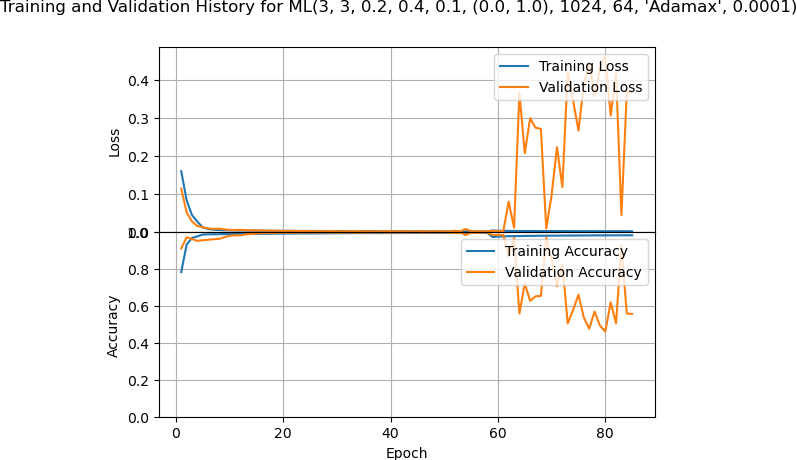 Training and Validation History for ML(3, 3, 0.2, 0.4, 0.1, (0.0, 1.0), 1024, 64, 'Adamax', 0.0001)
Training Loss
Validation Loss
0.4
0.3
0.2
0.1
0.0
Loss
Training Accuracy
Validation Accuracy
1.0
0.8
0.6
0.4
0.2
0.0
Accuracy
0
20
40
60
80
Epoch